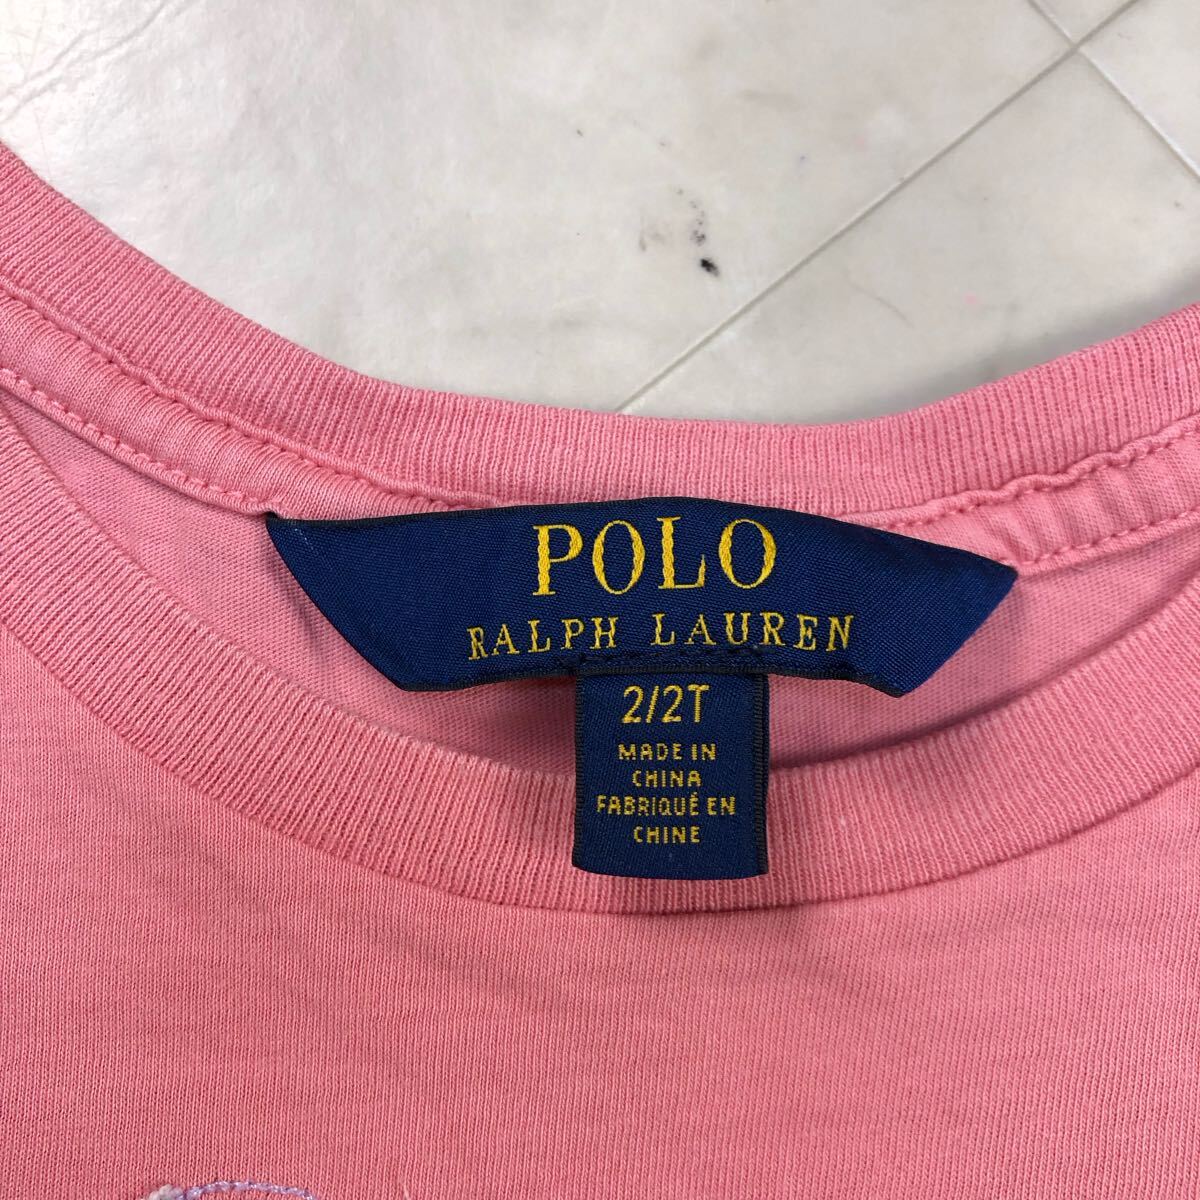 POLO
RALPH LAUREN
2/2T
MADE IN
CHINA
FABRIQUÉ EN
CHINE